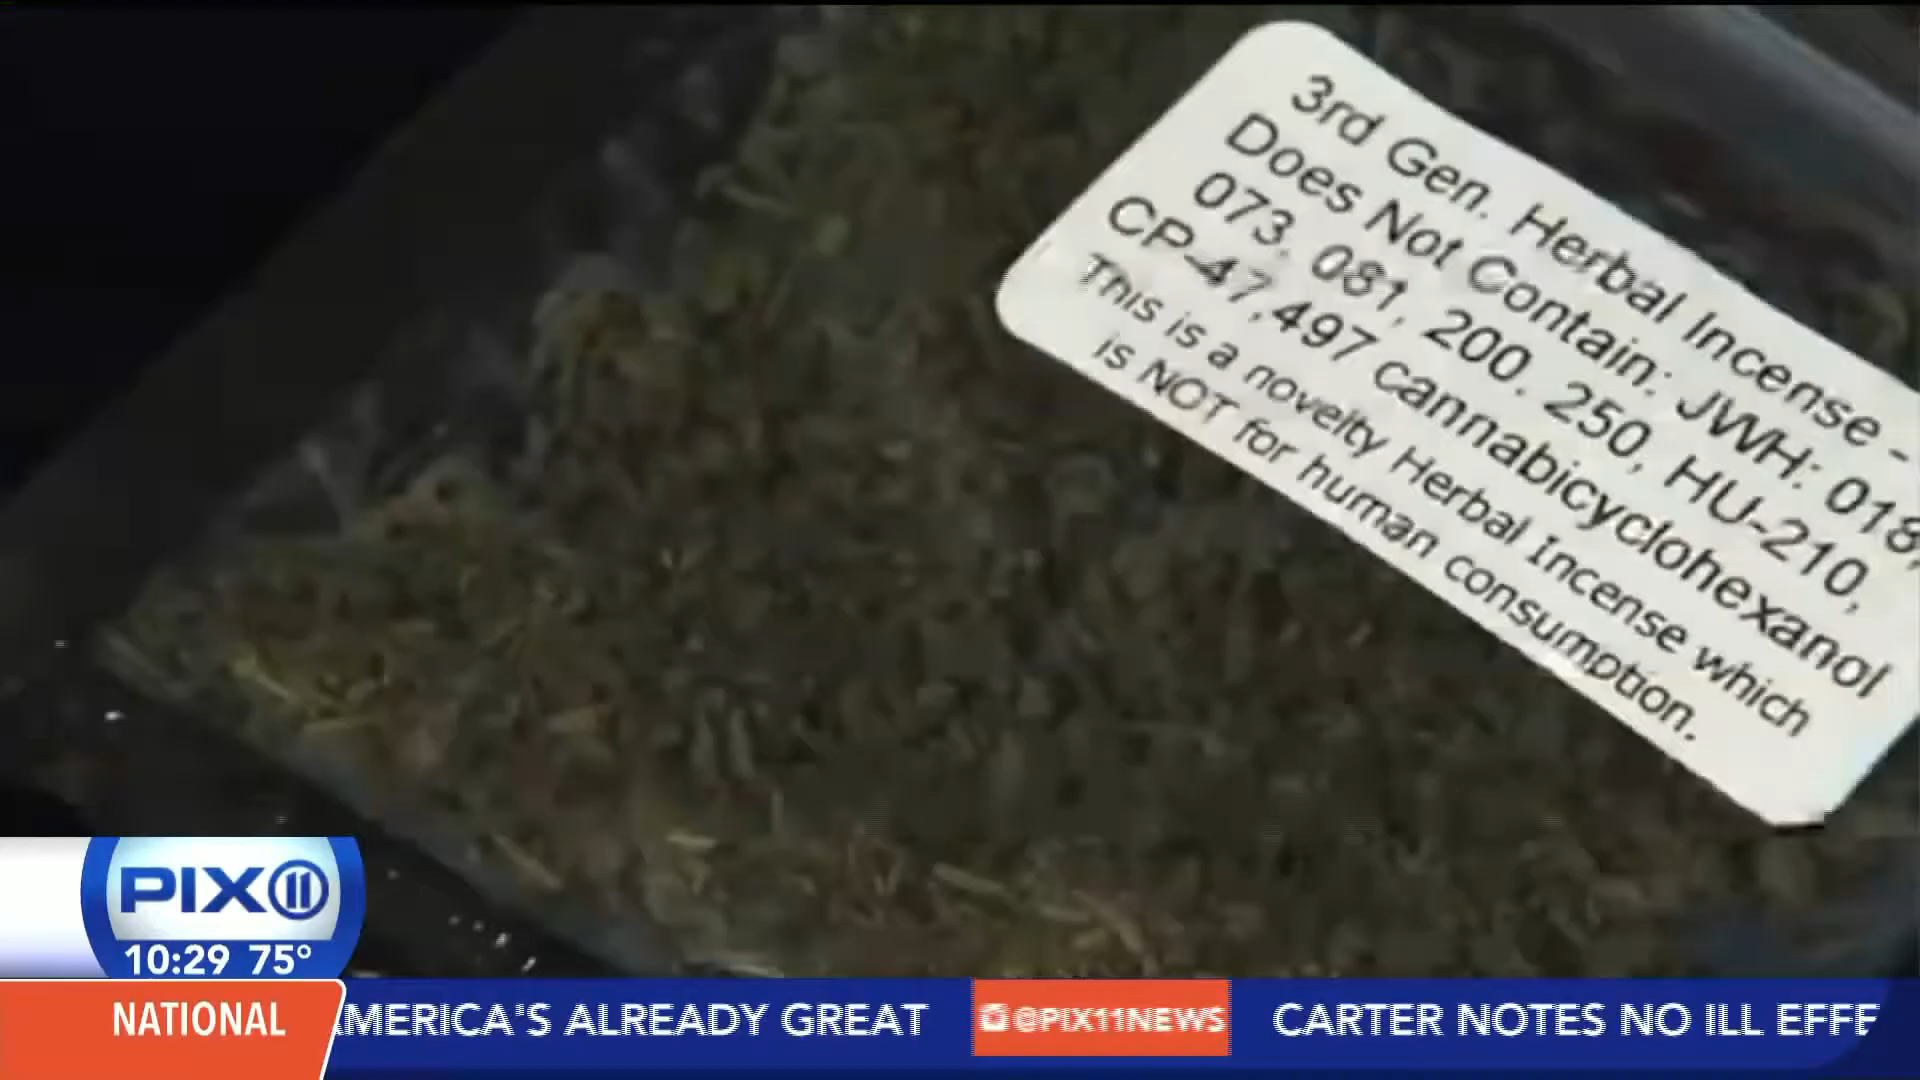 3rd Gen. Herbal Incense -
Does Not Contain: JWH: 018,
073, 081, 200. 250, HU-210,
CP-47,497 cannabicyclohexanol
This is a novelty Herbal Incense which
is NOT for human consumption.
PIX11
10:29 75°
NATIONAL
AMERICA'S ALREADY GREAT
@PIX11NEWS
CARTER NOTES NO ILL EFFE